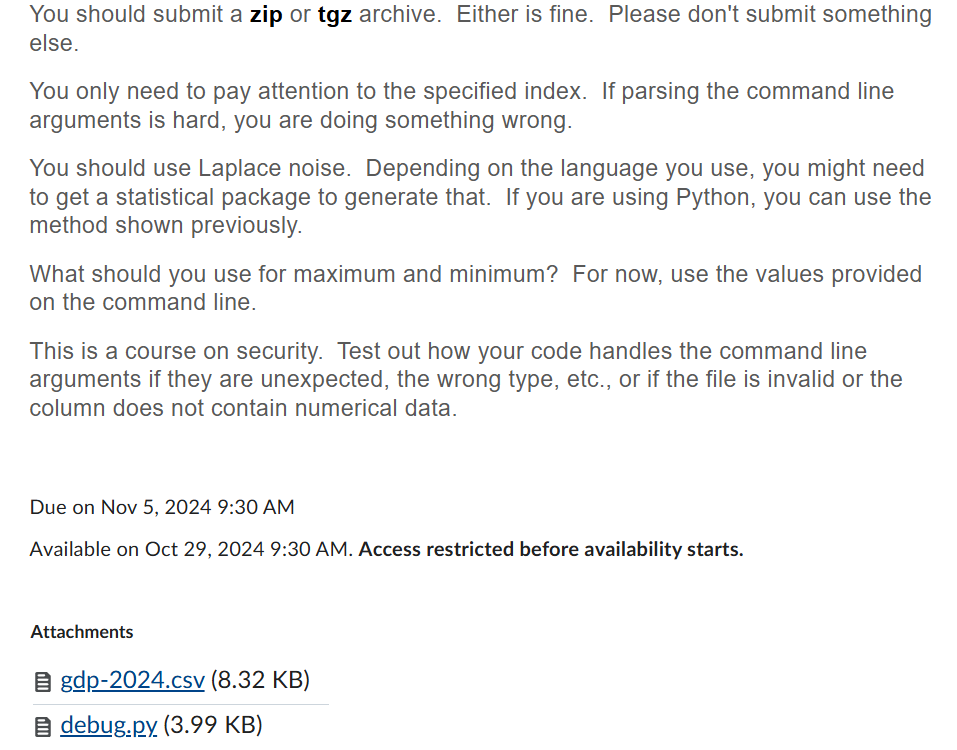 You should submit a zip or tgz archive.  Either is fine.  Please don't submit something
else.
You only need to pay attention to the specified index.  If parsing the command line
arguments is hard, you are doing something wrong.
You should use Laplace noise.  Depending on the language you use, you might need
to get a statistical package to generate that.  If you are using Python, you can use the
method shown previously.
What should you use for maximum and minimum?  For now, use the values provided
on the command line.
This is a course on security.  Test out how your code handles the command line
arguments if they are unexpected, the wrong type, etc., or if the file is invalid or the
column does not contain numerical data.
Due on Nov 5, 2024 9:30 AM
Available on Oct 29, 2024 9:30 AM. Access restricted before availability starts.
Attachments
gdp-2024.csv (8.32 KB)
debug.py (3.99 KB)